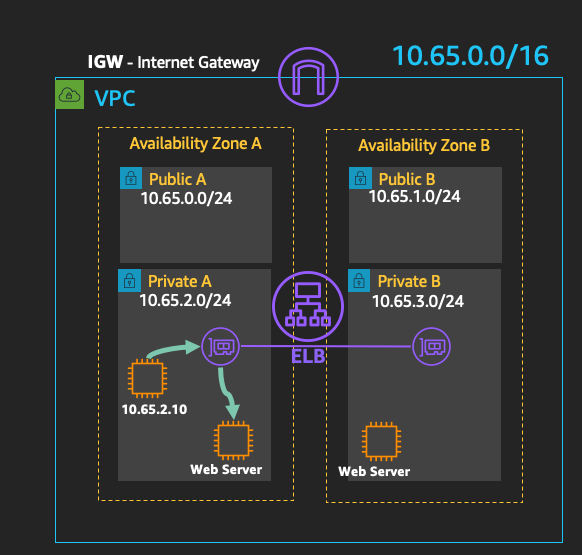 IGW - Internet Gateway
10.65.0.0/16
VPC
Availability Zone A
Availability Zone B
Public A
10.65.0.0/24
Public B
10.65.1.0/24
Private A
10.65.2.0/24
Private B
10.65.3.0/24
ELB
10.65.2.10
Web Server
Web Server